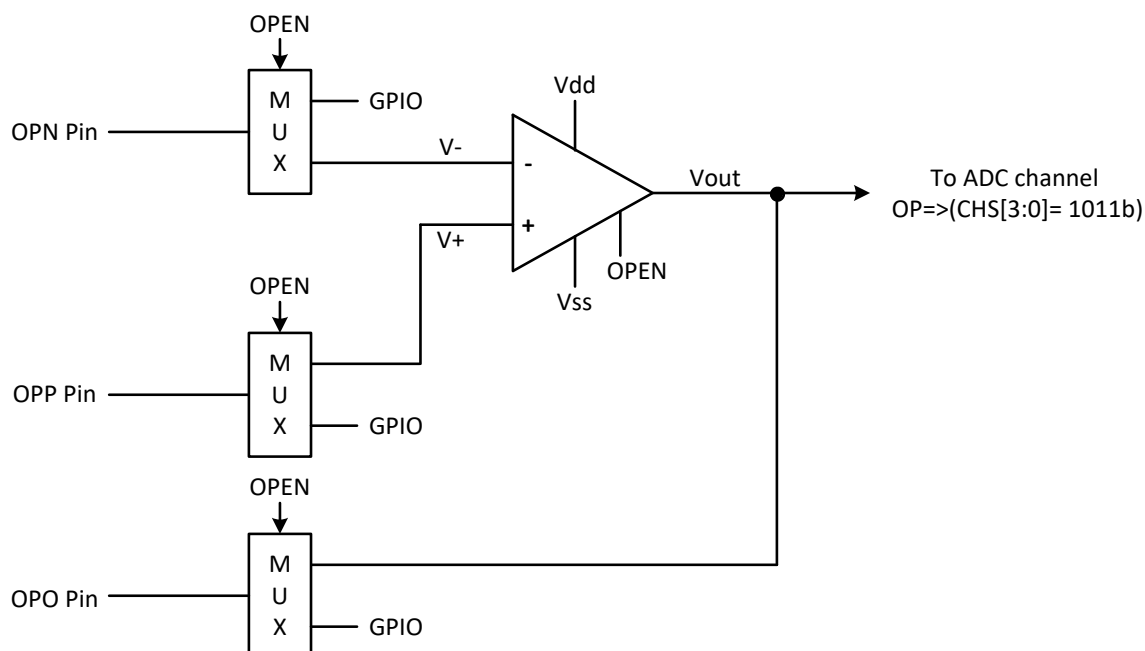 OPEN
M
U
X
GPIO
OPN Pin
V-
Vdd
-
+
V+
Vout
OPEN
Vss
To ADC channel
OP=>(CHS[3:0]= 1011b)
OPEN
M
U
X
OPP Pin
GPIO
OPEN
M
U
X
OPO Pin
GPIO